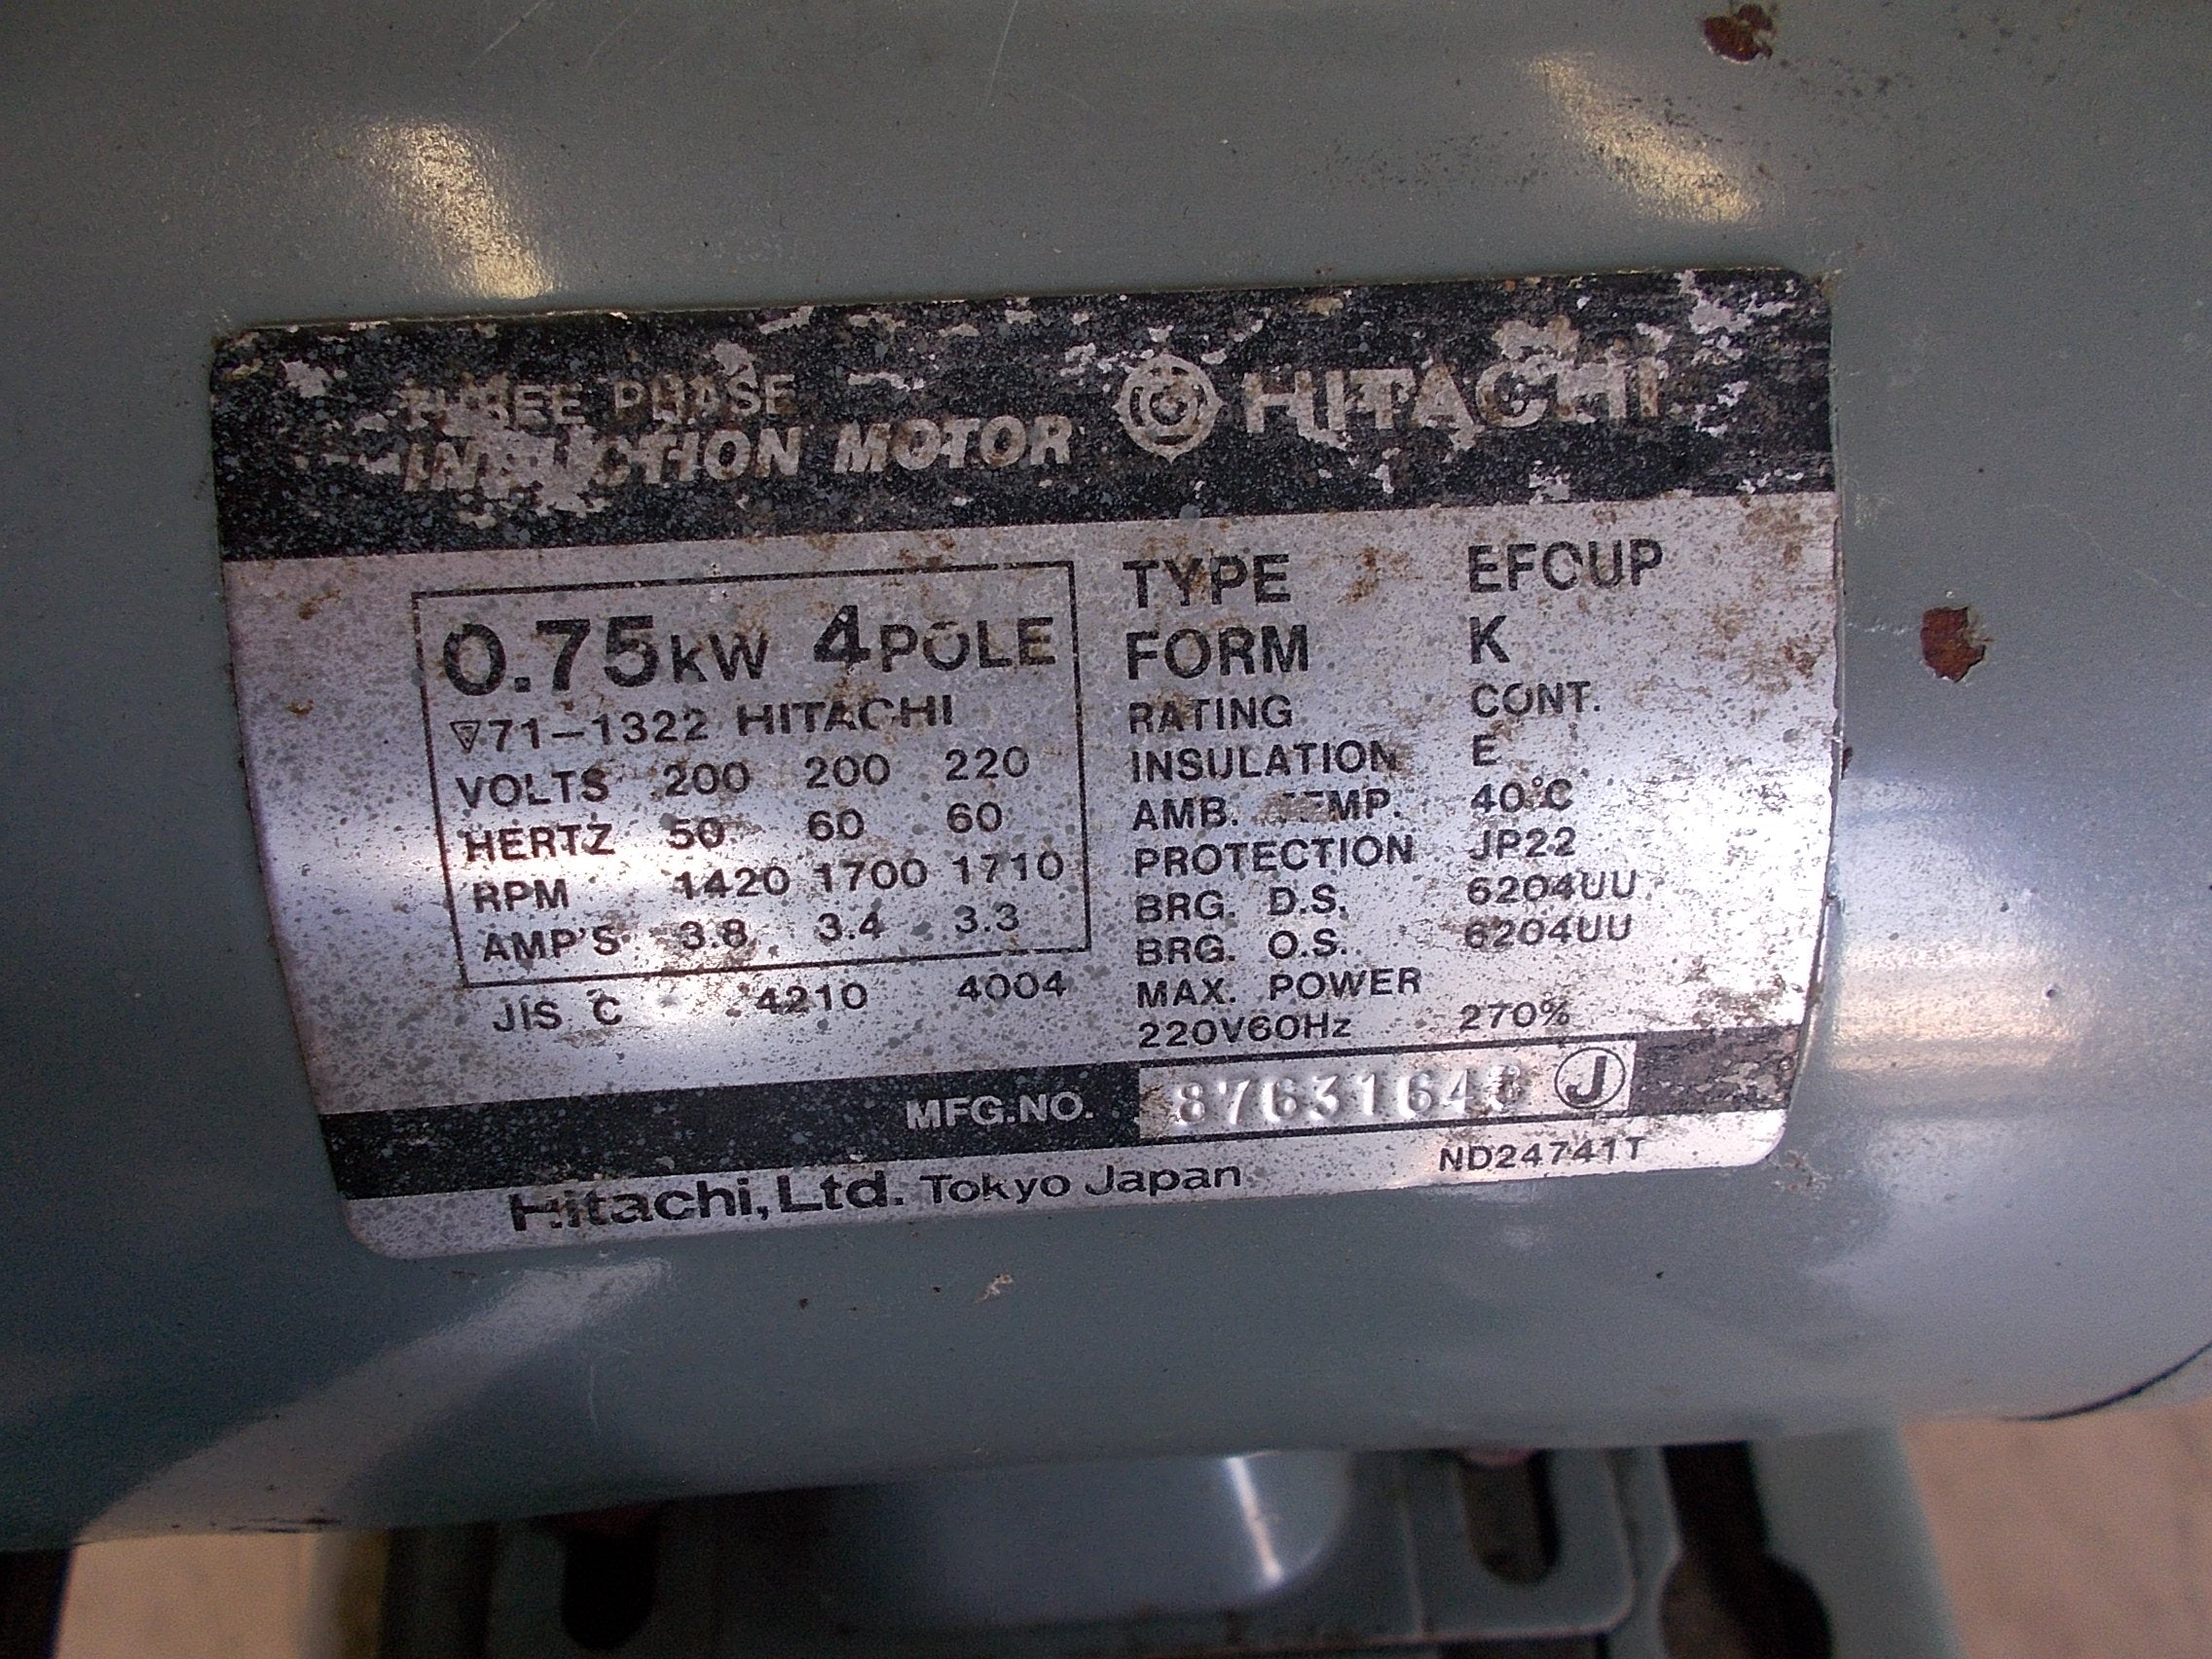 THREE PHASE
INDUCTION MOTOR
HITACHI
0.75kW 4POLE
71-1322 HITACHI
VOLTS 200 200 220
HERTZ 50 60 60
RPM 1420 1700 1710
AMP'S 3.8 3.4 3.3
JIS C 4210 4004
TYPE EFOUP
FORM K
RATING CONT.
INSULATION E
AMB. TEMP. 40°C
PROTECTION JP22
BRG. D.S. 6204UU
BRG. O.S. 6204UU
MAX. POWER
220V60Hz 270%
MFG.NO. J
ND24741T
Hitachi, Ltd. Tokyo Japan